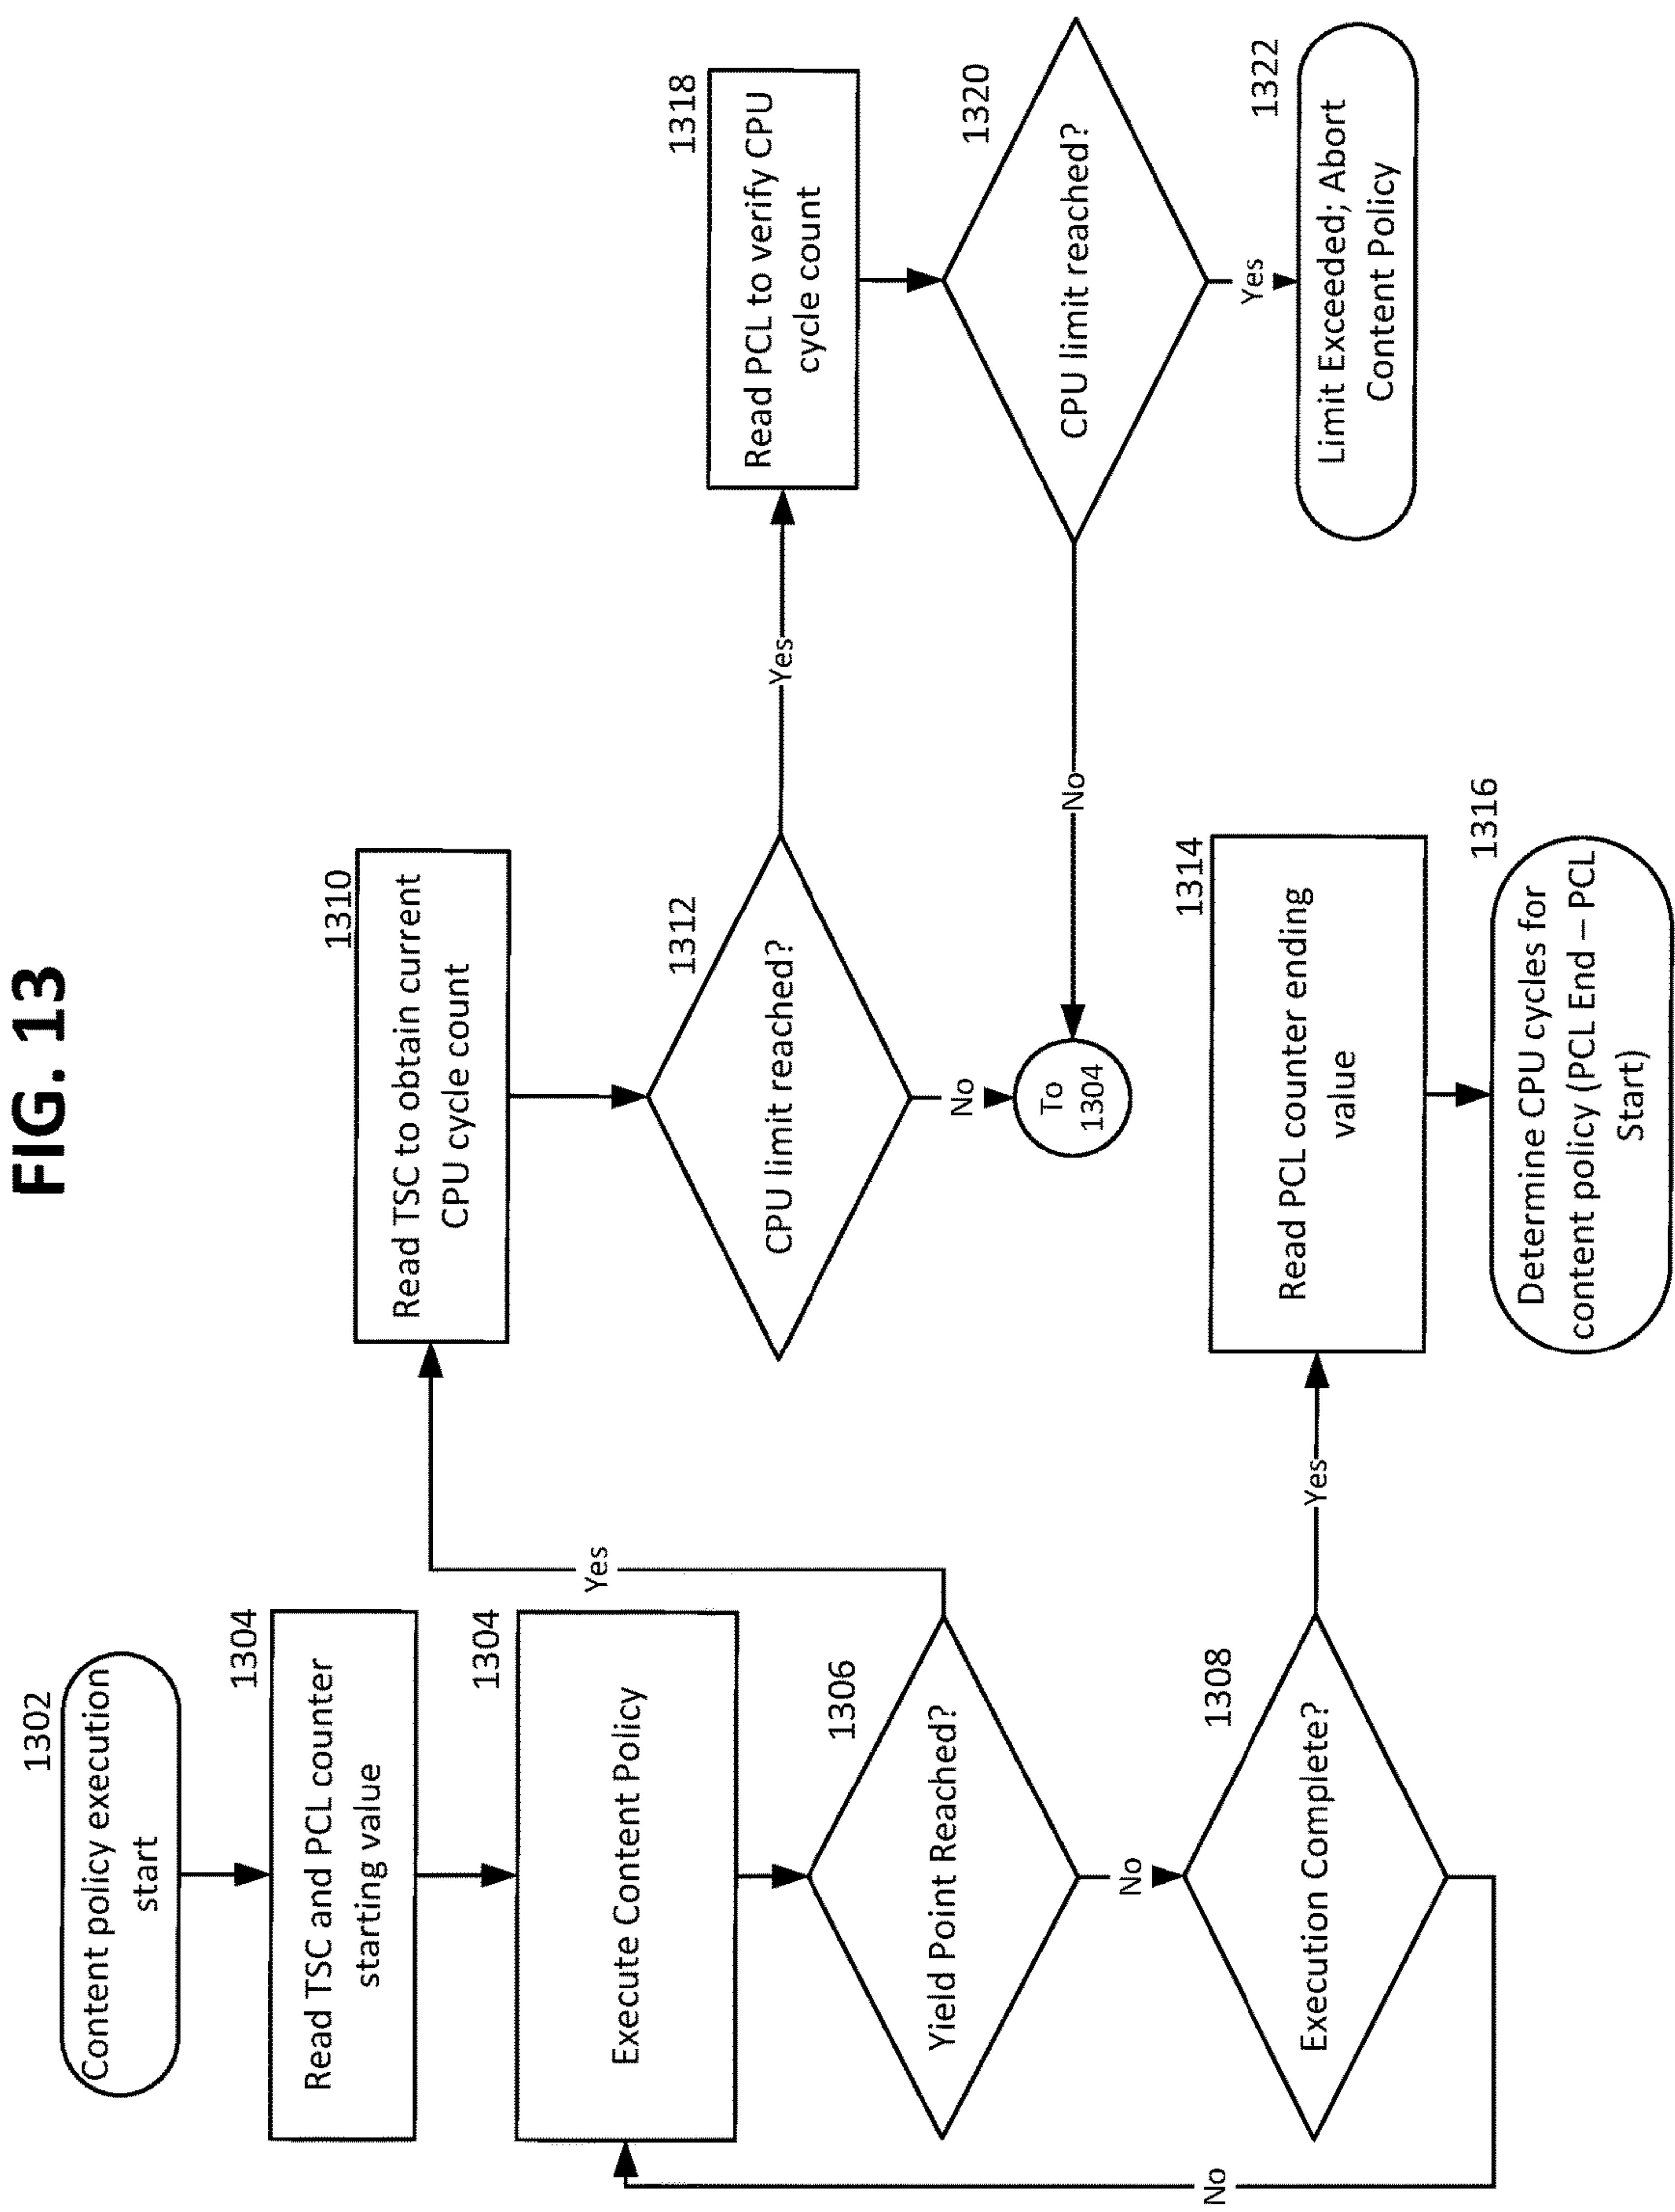 FIG. 13
1302
Content policy execution
start
1304
Read TSC and PCL counter
starting value
1304
Execute Content Policy
1306
Yield Point Reached?
Yes
No
1308
Execution Complete?
No
Yes
1310
Read TSC to obtain current
CPU cycle count
1312
CPU limit reached?
Yes
No
To
1304
1314
Read PCL counter ending
value
1316
Determine CPU cycles for
content policy (PCL End – PCL
Start)
1318
Read PCL to verify CPU
cycle count
1320
CPU limit reached?
No
Yes
1322
Limit Exceeded; Abort
Content Policy